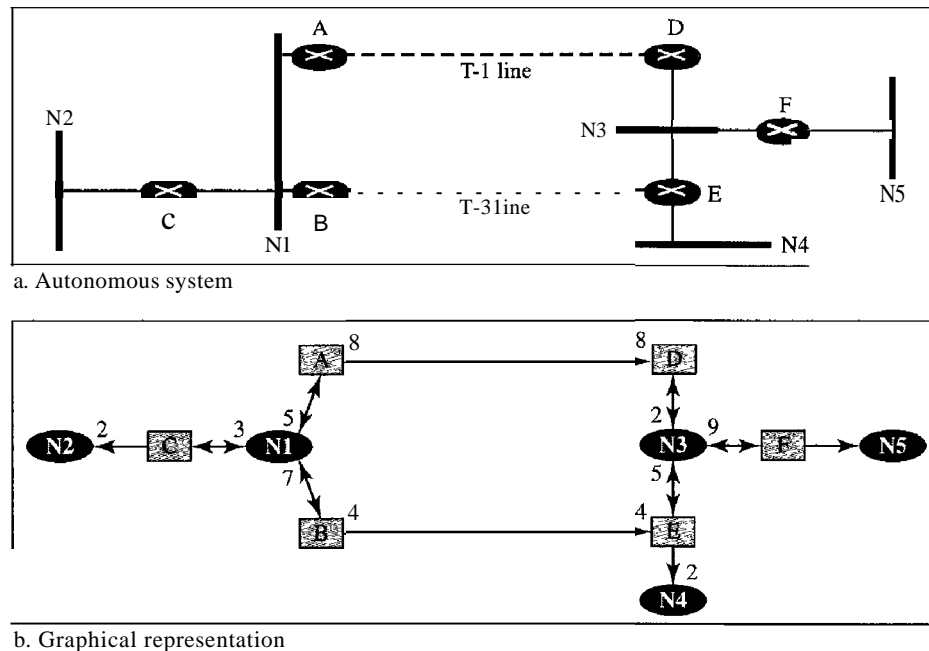 A
D
T-1 line
F
N2
N3
N5
E
C
N1
B
T-31ine
N4
a. Autonomous system
A
8
8
D
5
2
N2
2
C
3
N1
N3
9
F
N5
7
5
B
4
4
E
2
N4
b. Graphical representation